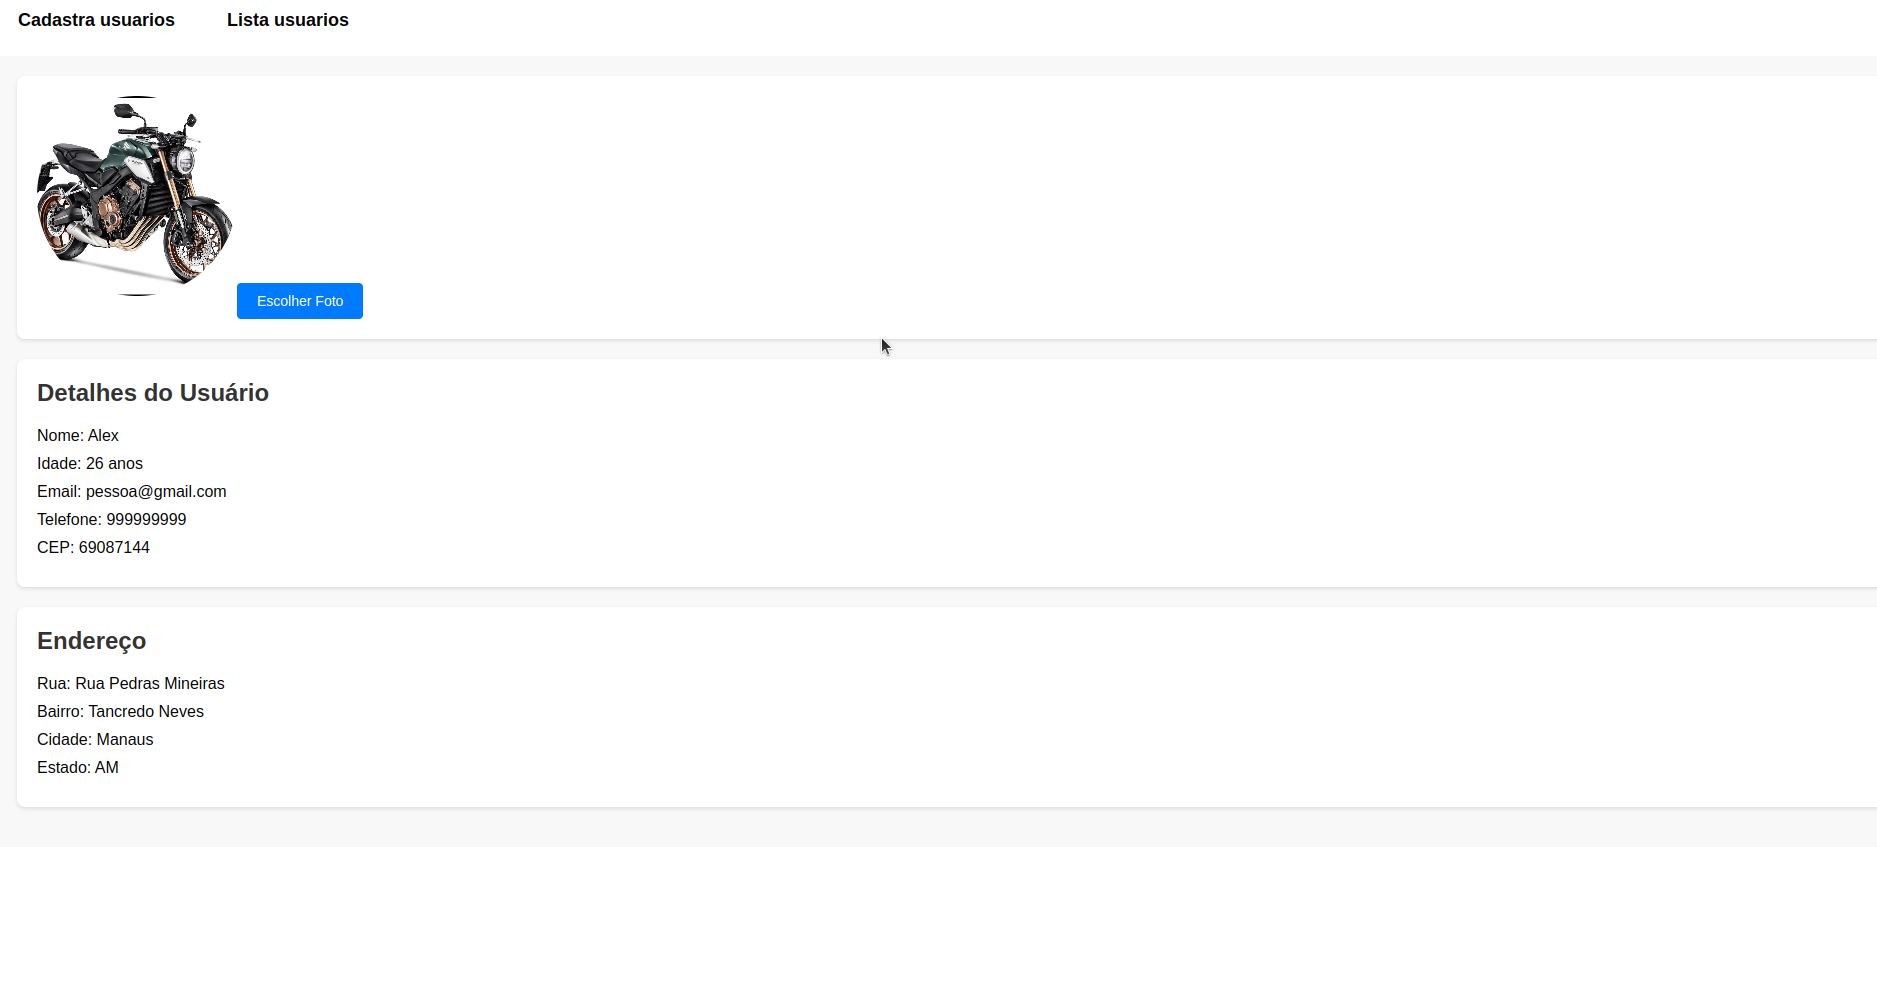 Cadastra usuarios Lista usuarios
Escolher Foto
Detalhes do Usuário
Nome: Alex
Idade: 26 anos
Email: pessoa@gmail.com
Telefone: 999999999
CEP: 69087144
Endereço
Rua: Rua Pedras Mineiras
Bairro: Tancredo Neves
Cidade: Manaus
Estado: AM